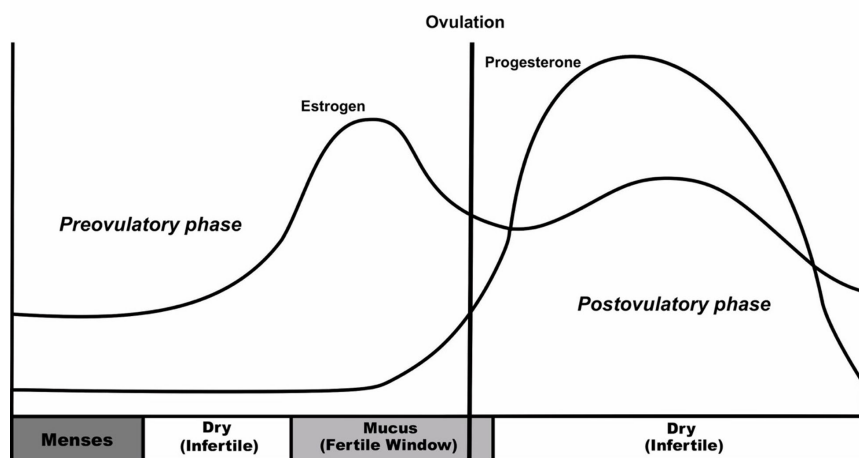 Ovulation
Progesterone
Estrogen
Preovulatory phase
Postovulatory phase
Menses
Dry
(Infertile)
Mucus
(Fertile Window)
Dry
(Infertile)